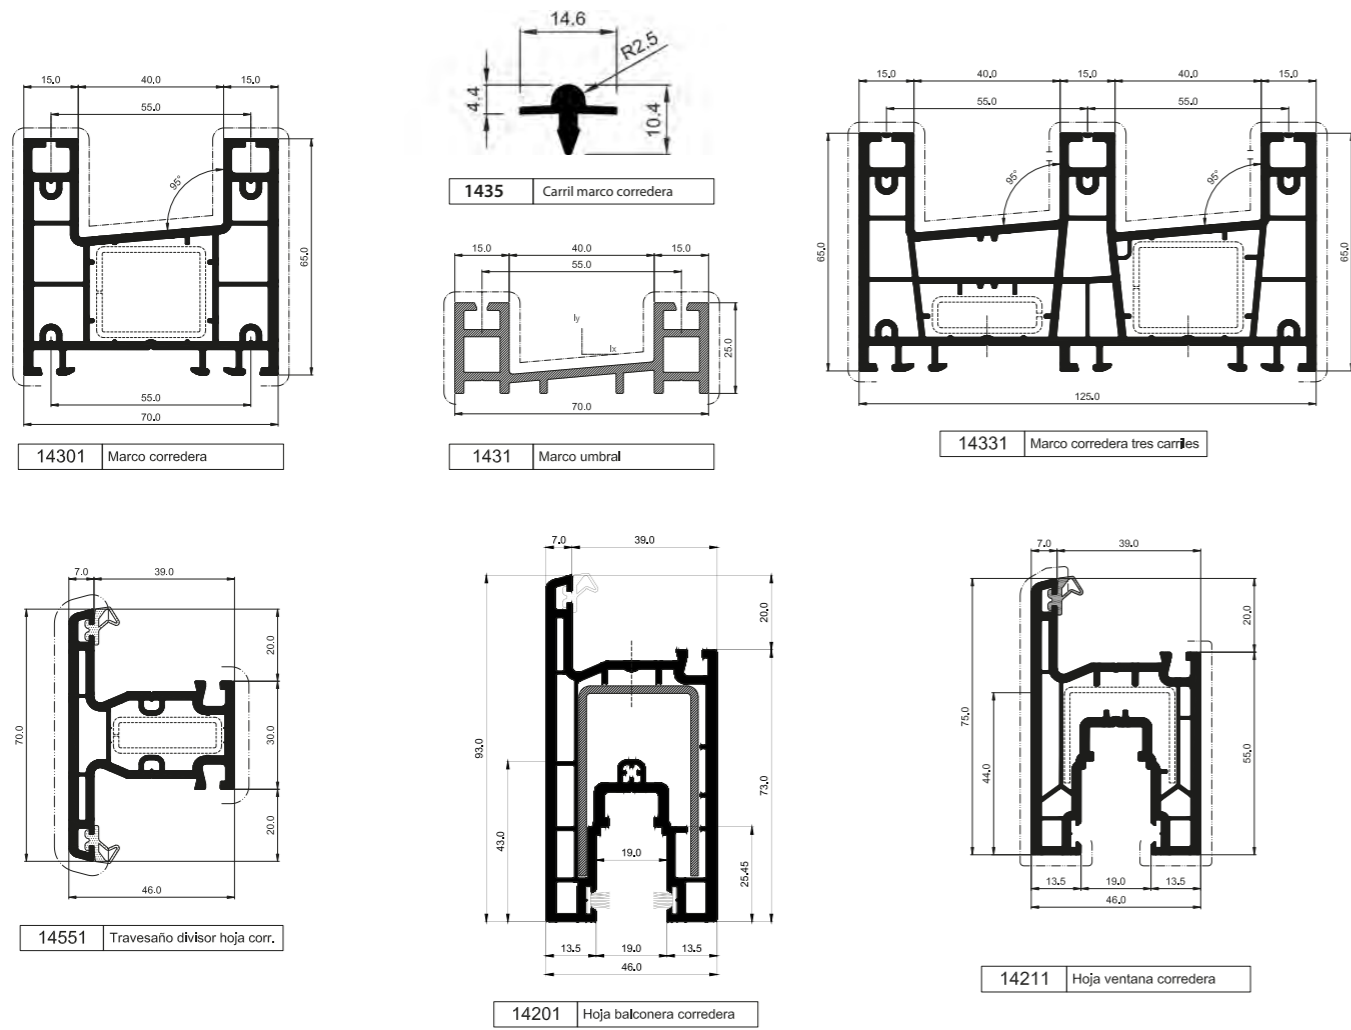 14.6
R2.5
4.4
10.4
1435 Carril marco corredera
15.0 40.0 15.0
55.0
95°
65.0
55.0
70.0
14301 Marco corredera
15.0 40.0 15.0
55.0
Iy
Ix
25.0
70.0
1431 Marco umbral
15.0 40.0 15.0 40.0 15.0
55.0 55.0
95° 95°
65.0 65.0
125.0
14331 Marco corredera tres carriles
7.0 39.0
20.0
70.0
30.0
20.0
46.0
14551 Travesaño divisor hoja corr.
7.0 39.0
20.0
93.0
73.0
43.0
19.0
25.45
13.5 19.0 13.5
46.0
14201 Hoja balconera corredera
7.0 39.0
20.0
75.0
44.0
55.0
13.5 19.0 13.5
46.0
14211 Hoja ventana corredera